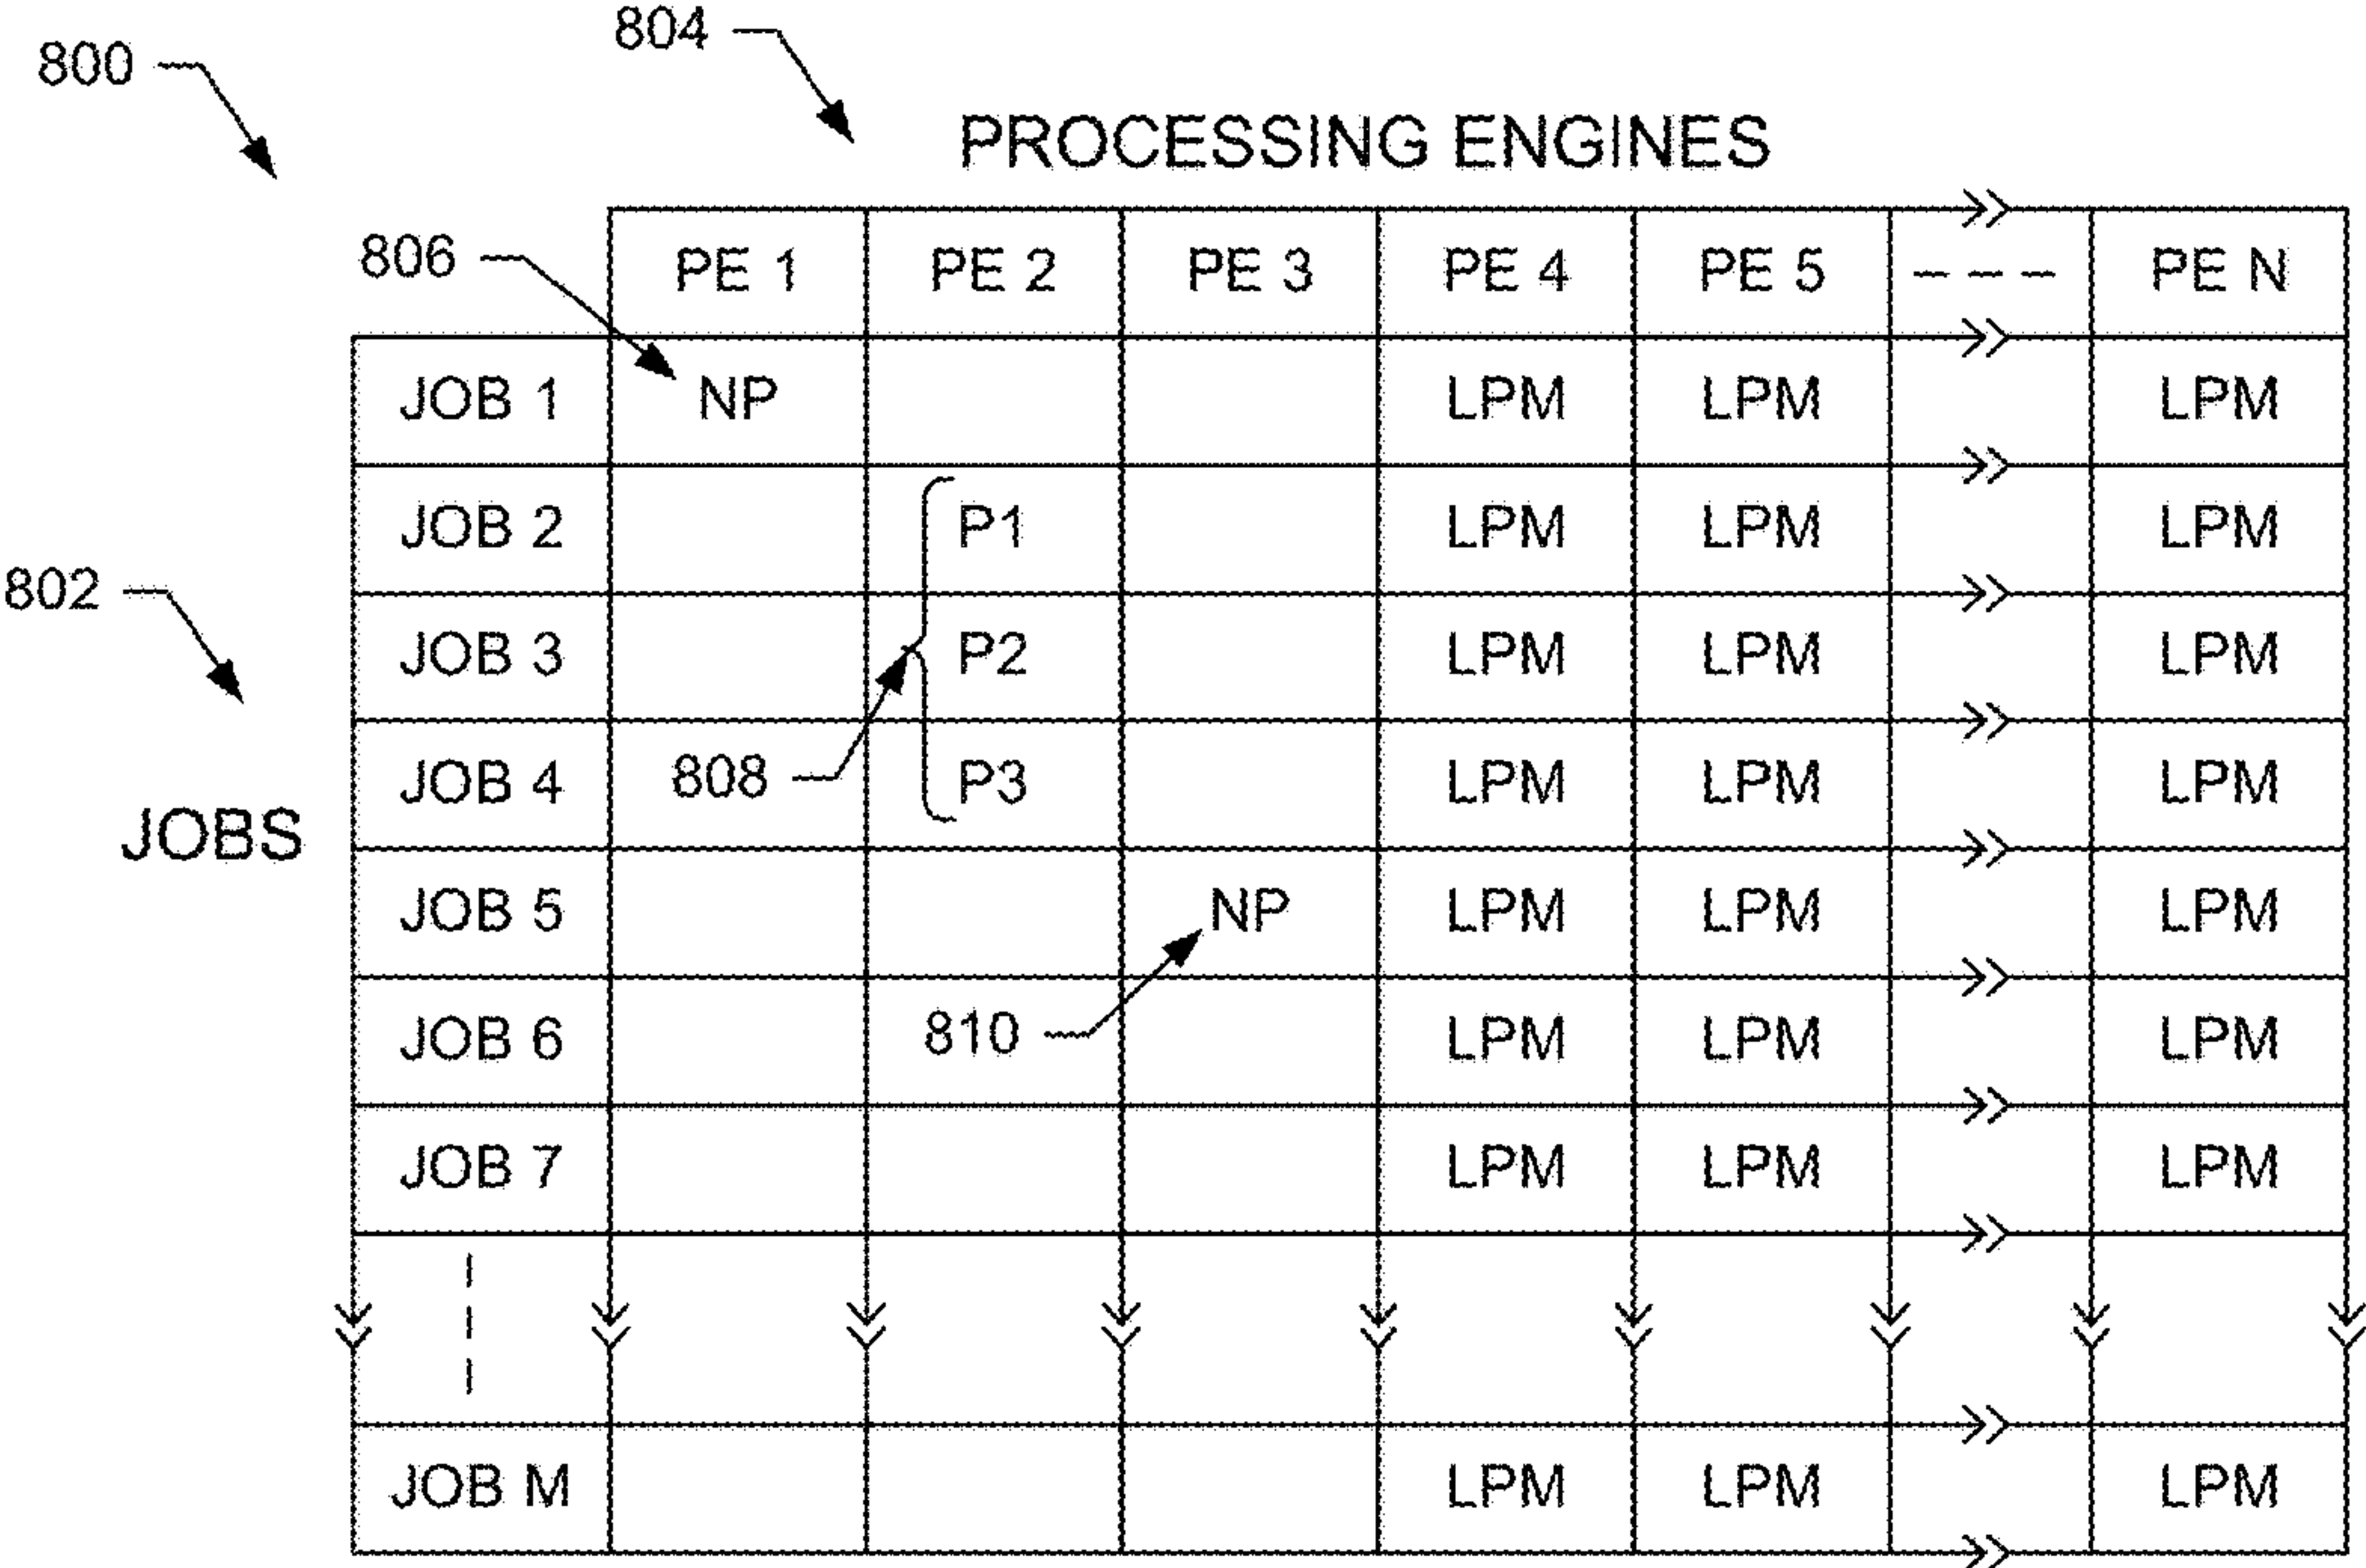 804
800
PROCESSING ENGINES
806 PE 1 PE 2 PE 3 PE 4 PE 5 PE N
JOB 1 NP LPM LPM LPM
JOB 2 P1 LPM LPM LPM
802
JOB 3 P2 LPM LPM LPM
JOB 4 808 P3 LPM LPM LPM
JOBS
JOB 5 NP LPM LPM LPM
JOB 6 810 LPM LPM LPM
JOB 7 LPM LPM LPM
JOB M LPM LPM LPM